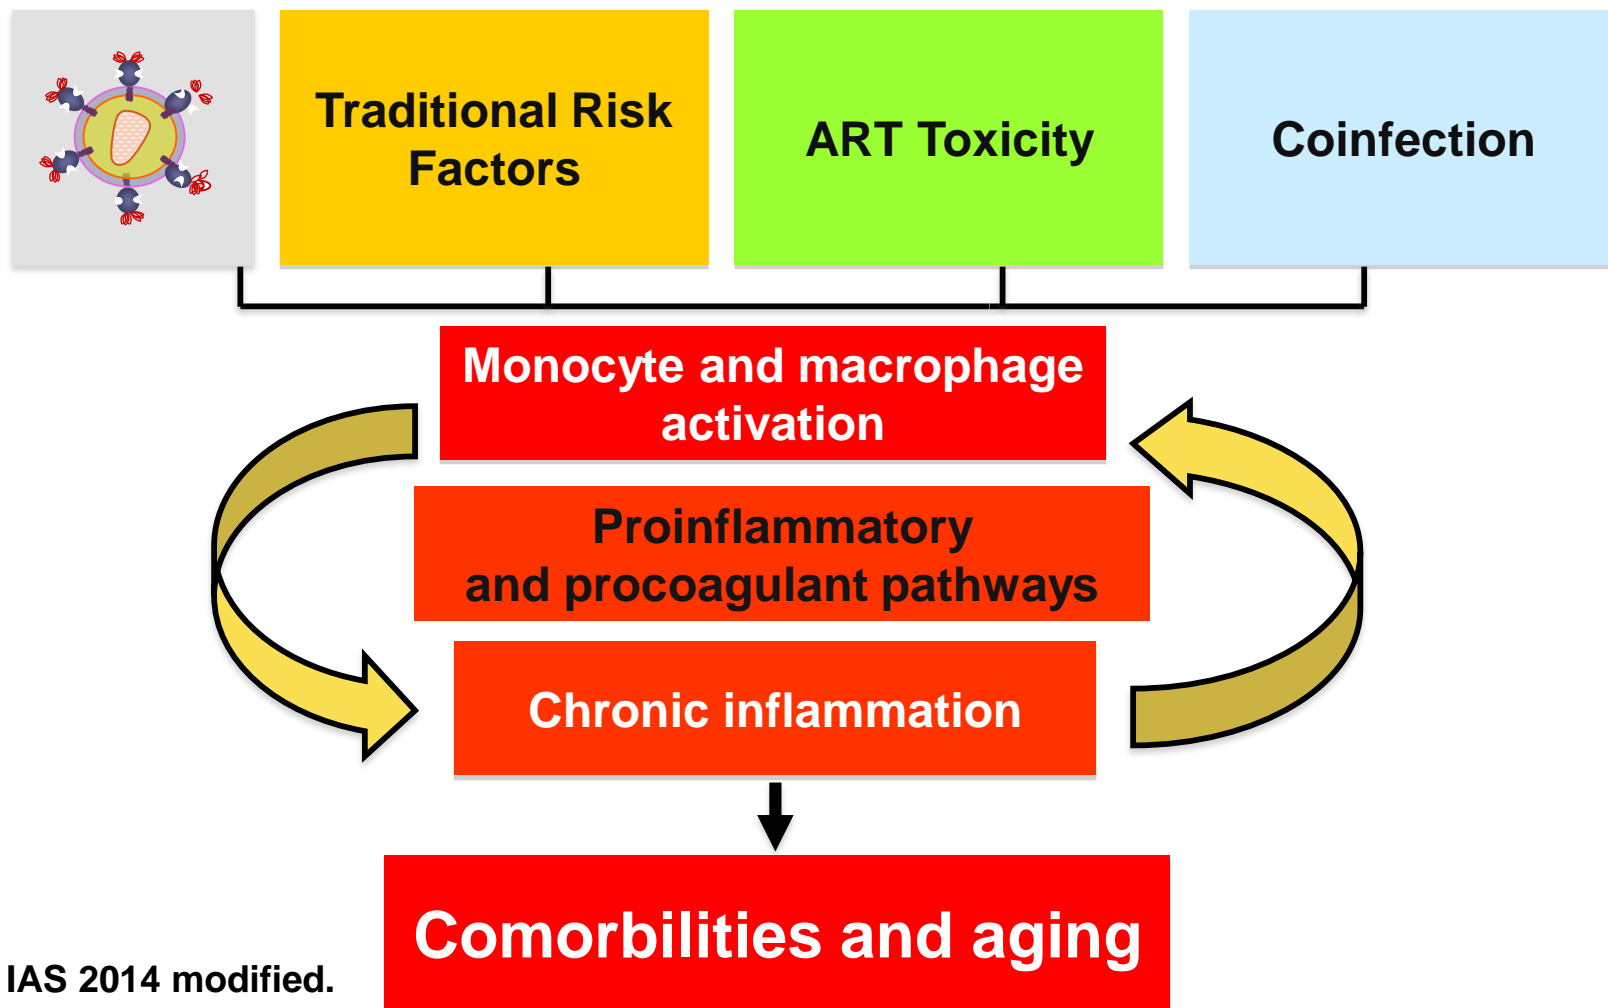 Traditional Risk
Factors
ART Toxicity
Coinfection
Monocyte and macrophage
activation
Proinflammatory
and procoagulant pathways
Chronic inflammation
Comorbilities and aging
IAS 2014 modified.